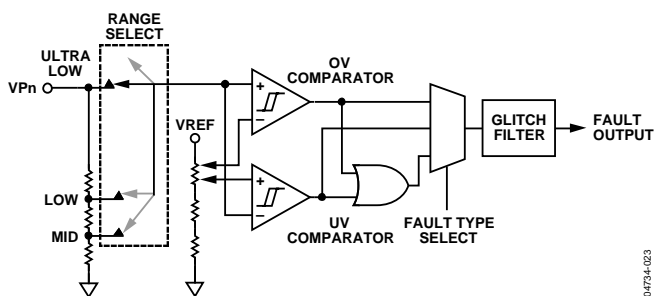 RANGE
SELECT
ULTRA
LOW
VPn
LOW
MID
VREF
OV
COMPARATOR
+
–
+
–
UV
COMPARATOR
FAULT TYPE
SELECT
GLITCH
FILTER
FAULT
OUTPUT
04734-023